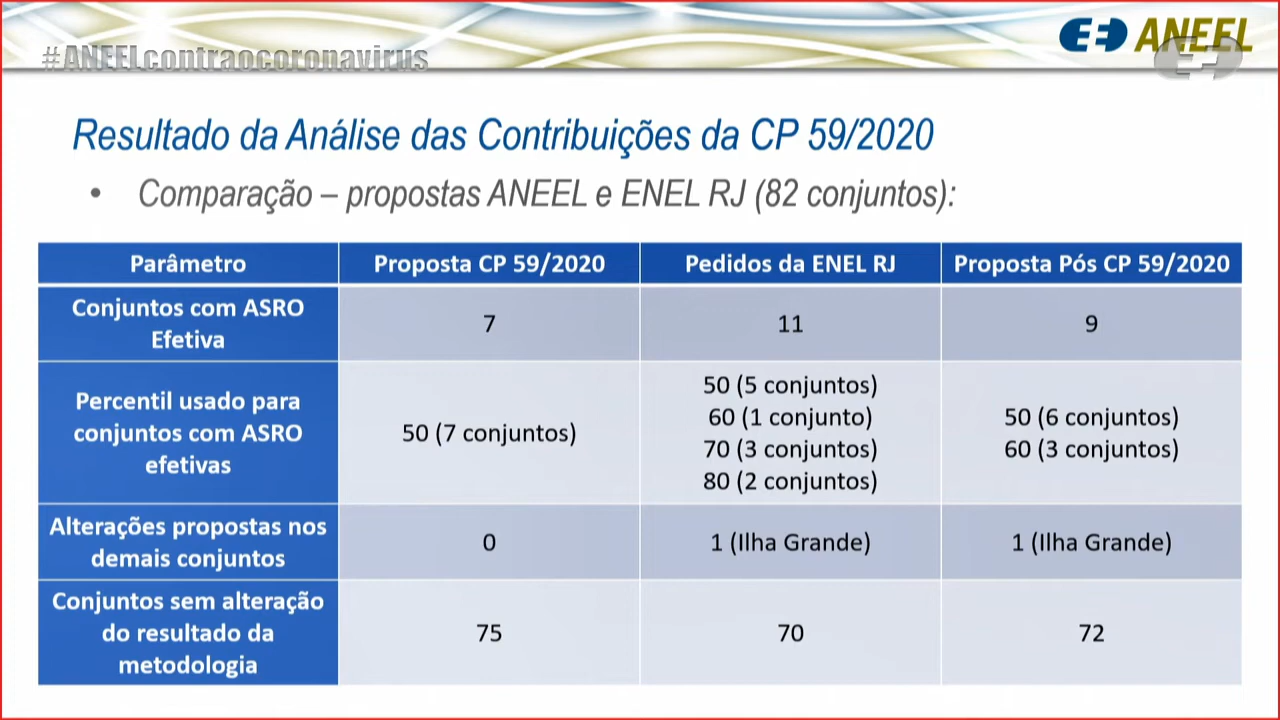 #ANEELcontraocoronavirus
ANEEL
Resultado da Análise das Contribuições da CP 59/2020
• Comparação – propostas ANEEL e ENEL RJ (82 conjuntos):
Parâmetro Proposta CP 59/2020 Pedidos da ENEL RJ Proposta Pós CP 59/2020
Conjuntos com ASRO
Efetiva
7 11 9
Percentil usado para
conjuntos com ASRO
efetivas
50 (7 conjuntos)
50 (5 conjuntos)
60 (1 conjunto)
70 (3 conjuntos)
80 (2 conjuntos)
50 (6 conjuntos)
60 (3 conjuntos)
Alterações propostas nos
demais conjuntos
0 1 (Ilha Grande) 1 (Ilha Grande)
Conjuntos sem alteração
do resultado da
metodologia
75 70 72